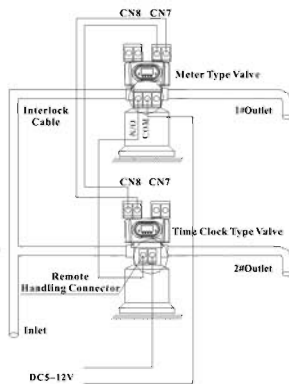 CN8 CN7
Meter Type Valve
Interlock
Cable
1#Outlet
N/O
COM
CN8 CN7
Time Clock Type Valve
Remote
Handling Connector
2#Outlet
Inlet
DC5-12V